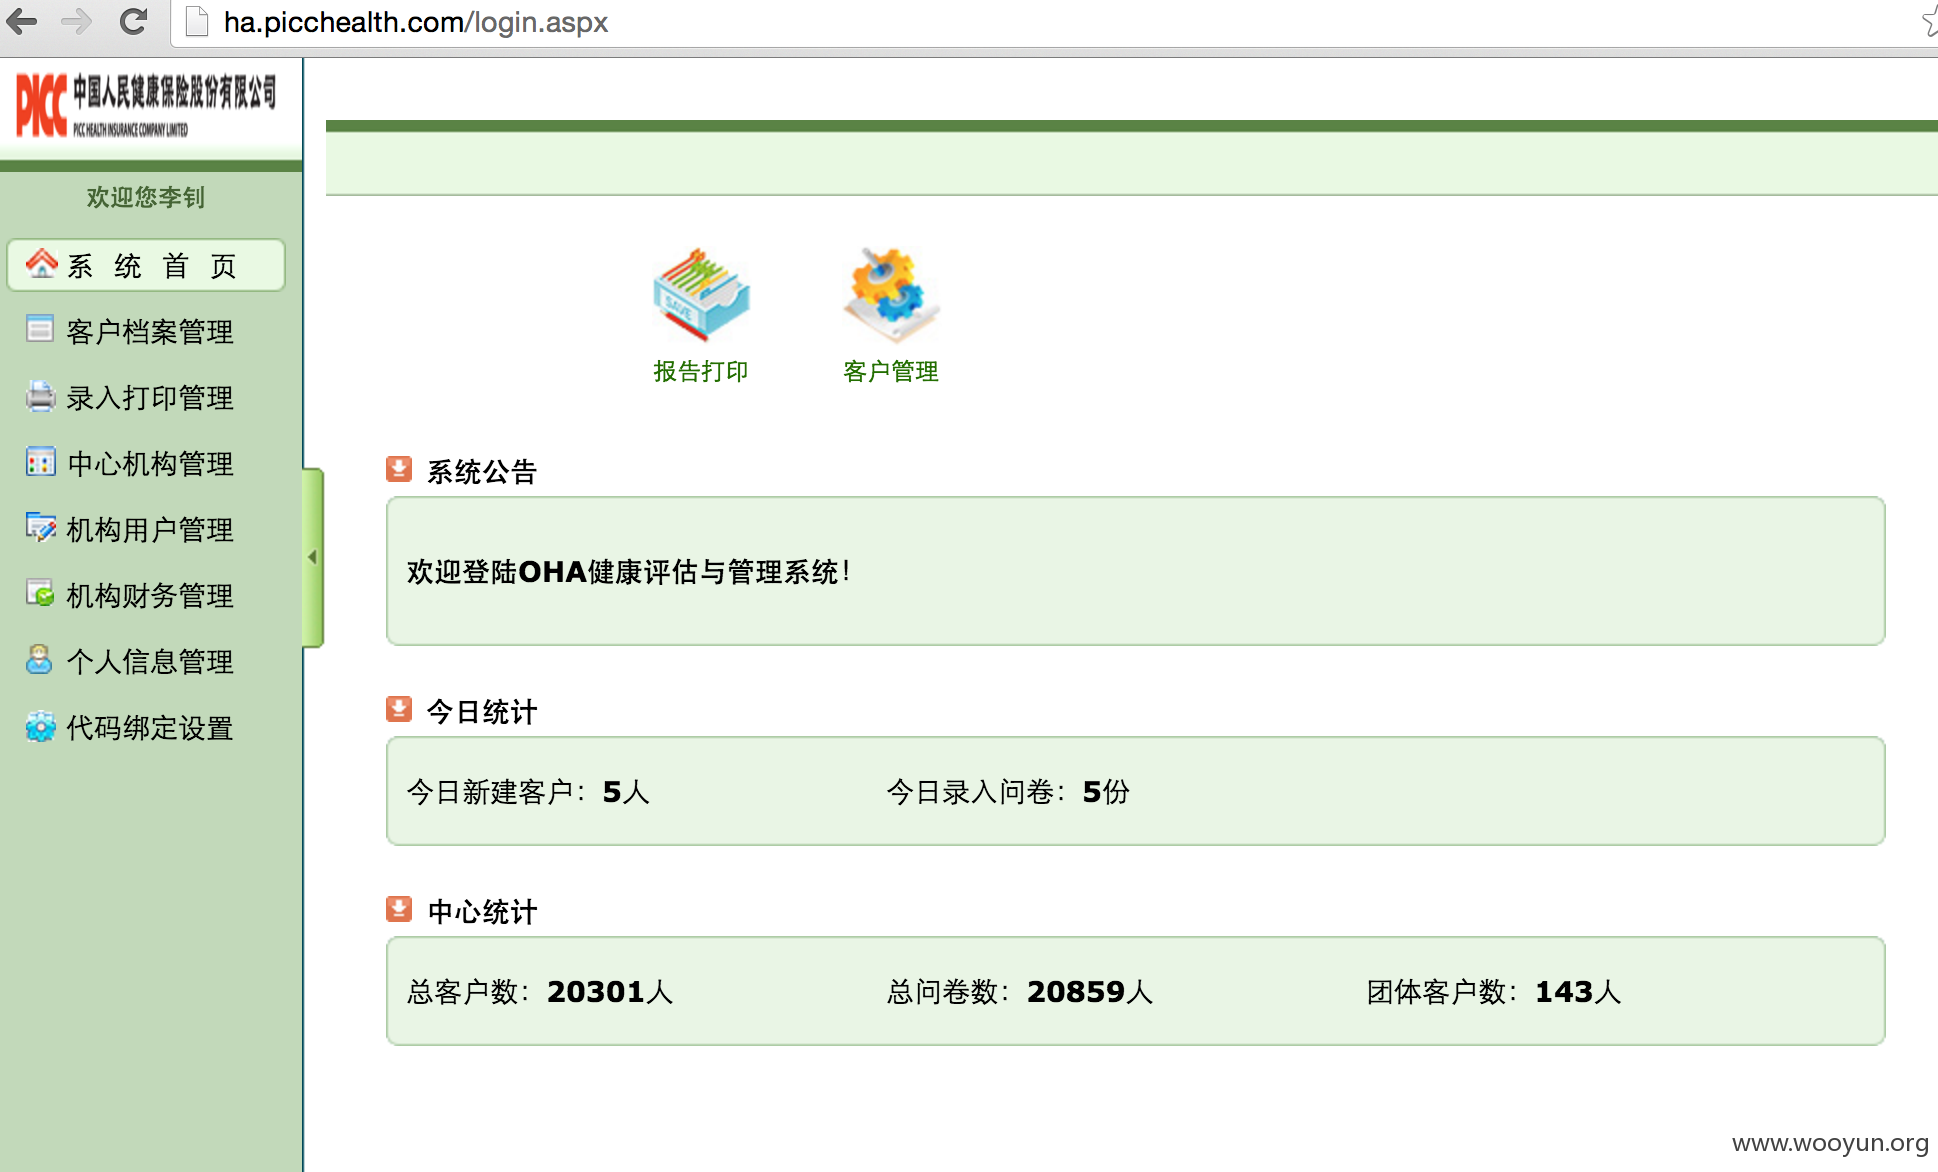 ha.picchealth.com/login.aspx
PICC 中国人民健康保险股份有限公司
PICC HEALTH INSURANCE COMPANY LIMITED
欢迎您李钊
系 统 首 页
客户档案管理
录入打印管理
中心机构管理
机构用户管理
机构财务管理
个人信息管理
代码绑定设置
SAVE
报告打印
客户管理
系统公告
欢迎登陆OHA健康评估与管理系统！
今日统计
今日新建客户：5人
今日录入问卷：5份
中心统计
总客户数：20301人
总问卷数：20859人
团体客户数：143人
www.wooyun.org